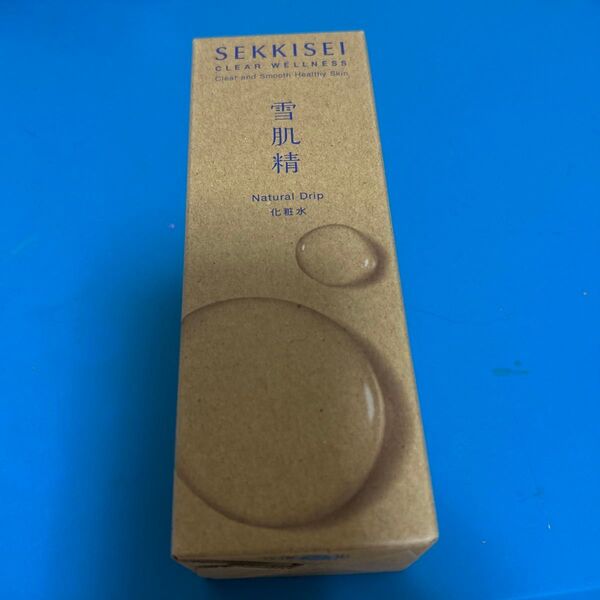 SEKKISEI
CLEAR WELLNESS
Clear and Smooth Healthy Skin
雪肌精
Natural Drip
化粧水